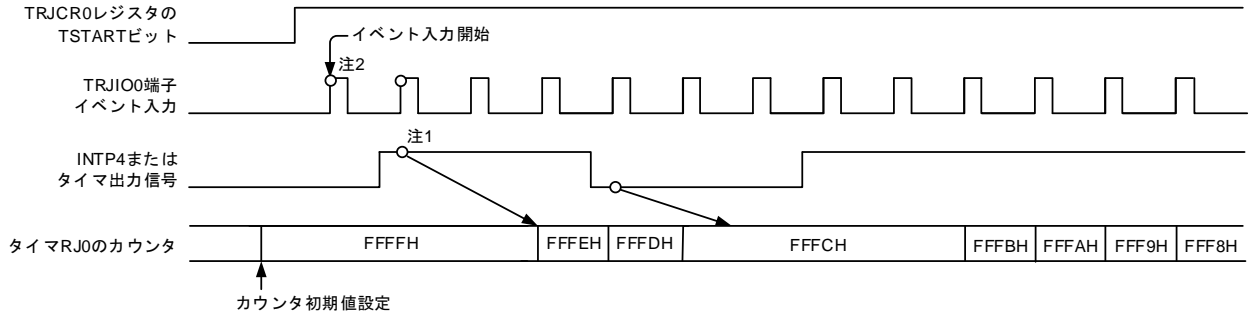 TRJCR0レジスタの
TSTARTビット
イベント入力開始
注2
TRJIO0端子
イベント入力
注1
INTP4または
タイマ出力信号
タイマRJ0のカウンタ
FFFFH
FFFEH
FFFDH
FFFCH
FFFBH
FFFAH
FFF9H
FFF8H
カウンタ初期値設定